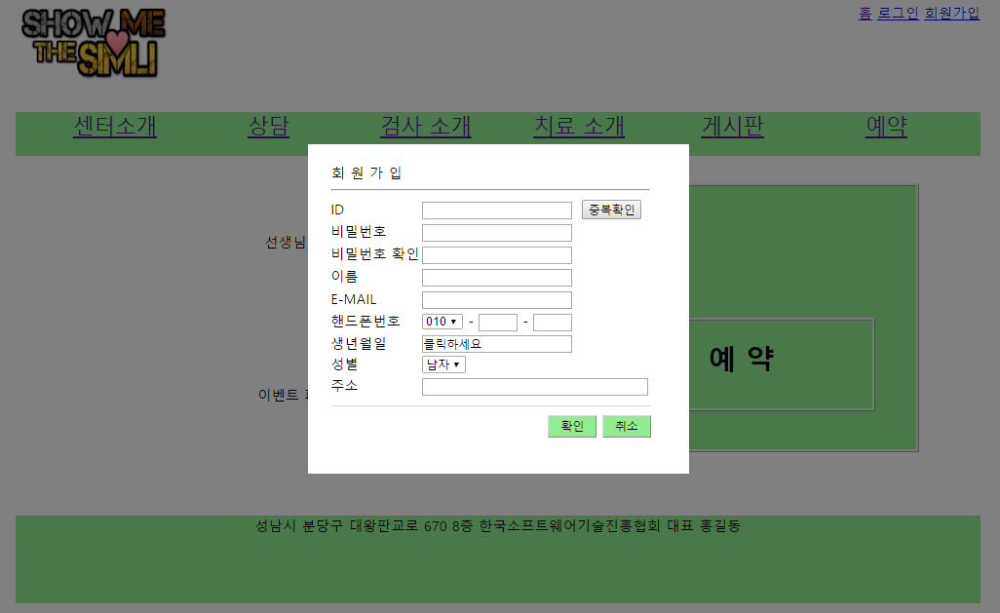 SHOW ME
THE SIMLI
홈 로그인 회원가입
센터소개 상담 검사 소개 치료 소개 게시판 예약
회 원 가 입
ID 중복확인
비밀번호
선생님
비밀번호 확인
이름
E-MAIL
핸드폰번호 010 - -
생년월일 클릭하세요
성별 남자
예 약
주소
이벤트
확인 취소
성남시 분당구 대왕판교로 670 8층 한국소프트웨어기술진흥협회 대표 홍길동